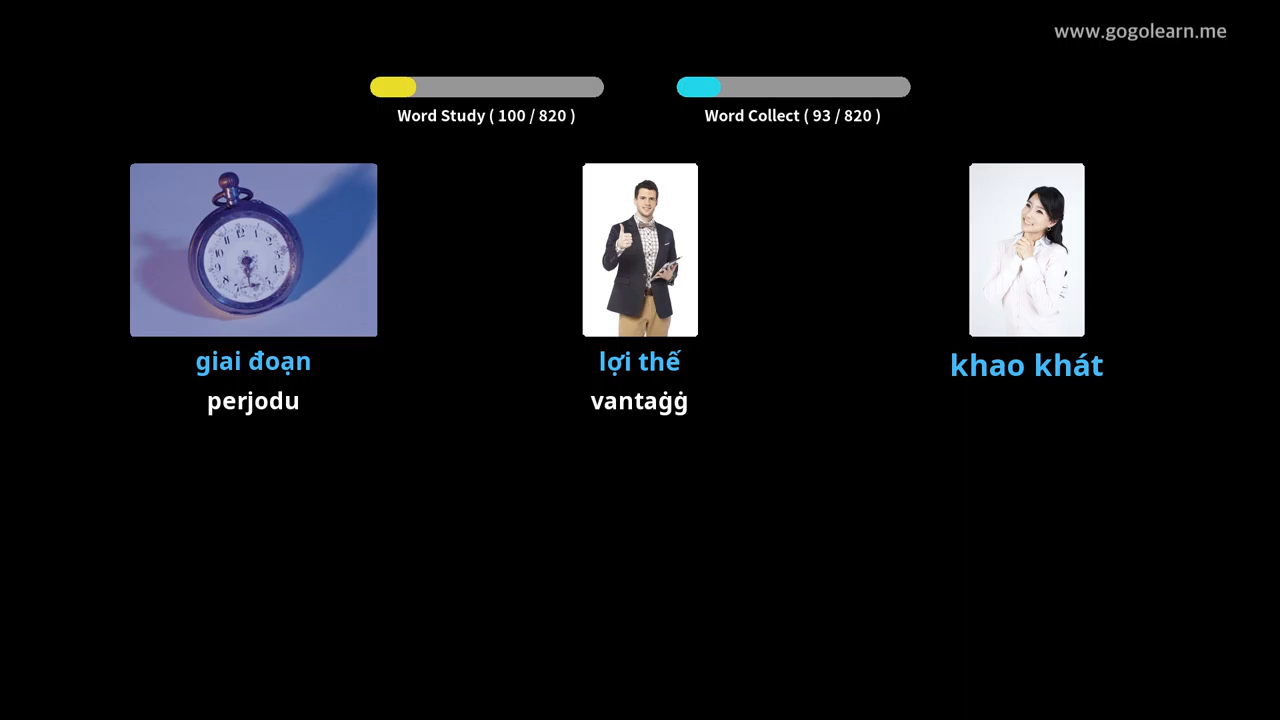 www.gogolearn.me
Word Study ( 100 / 820 )
Word Collect ( 93 / 820 )
giai đoạn
perjodu
lợi thế
vantaġġ
khao khát